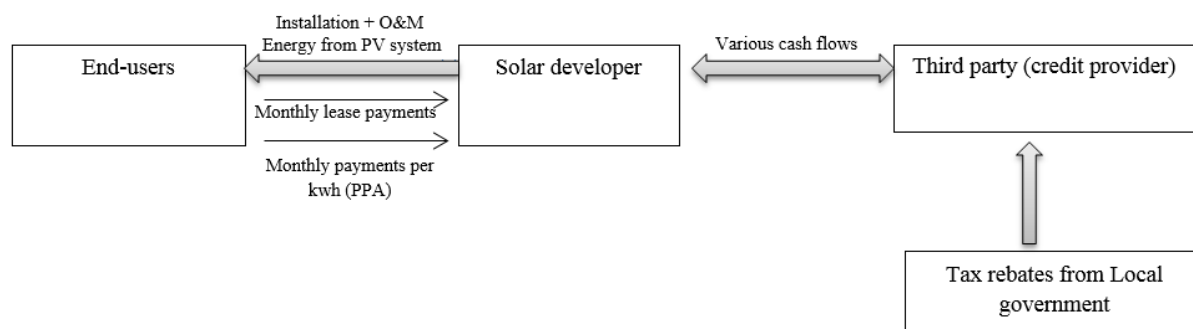 Installation + O&M
Energy from PV system
End-users
Solar developer
Various cash flows
Third party (credit provider)
Monthly lease payments
Monthly payments per
kwh (PPA)
Tax rebates from Local
government